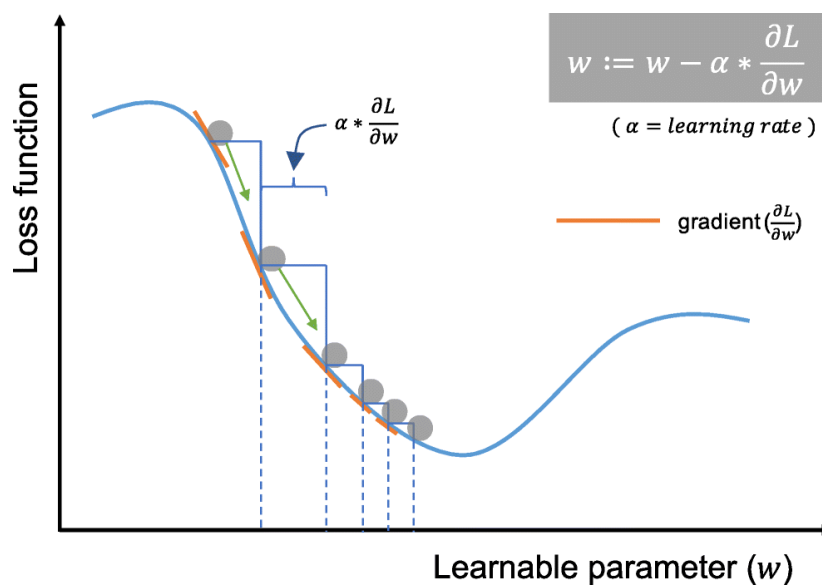 w := w − α * ∂L/∂w
( α = learning rate )
α * ∂L/∂w
gradient (∂L/∂w)
Loss function
Learnable parameter (w)